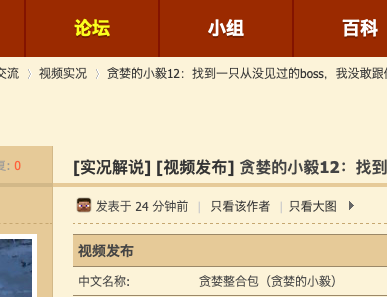 论坛 小组 百科
交流 > 视频实况 > 贪婪的小毅12：找到一只从没见过的boss，我没敢跟
复: 0
[实况解说] [视频发布] 贪婪的小毅12：找到
发表于 24 分钟前 | 只看该作者 | 只看大图
视频发布
中文名称: 贪婪整合包（贪婪的小毅）